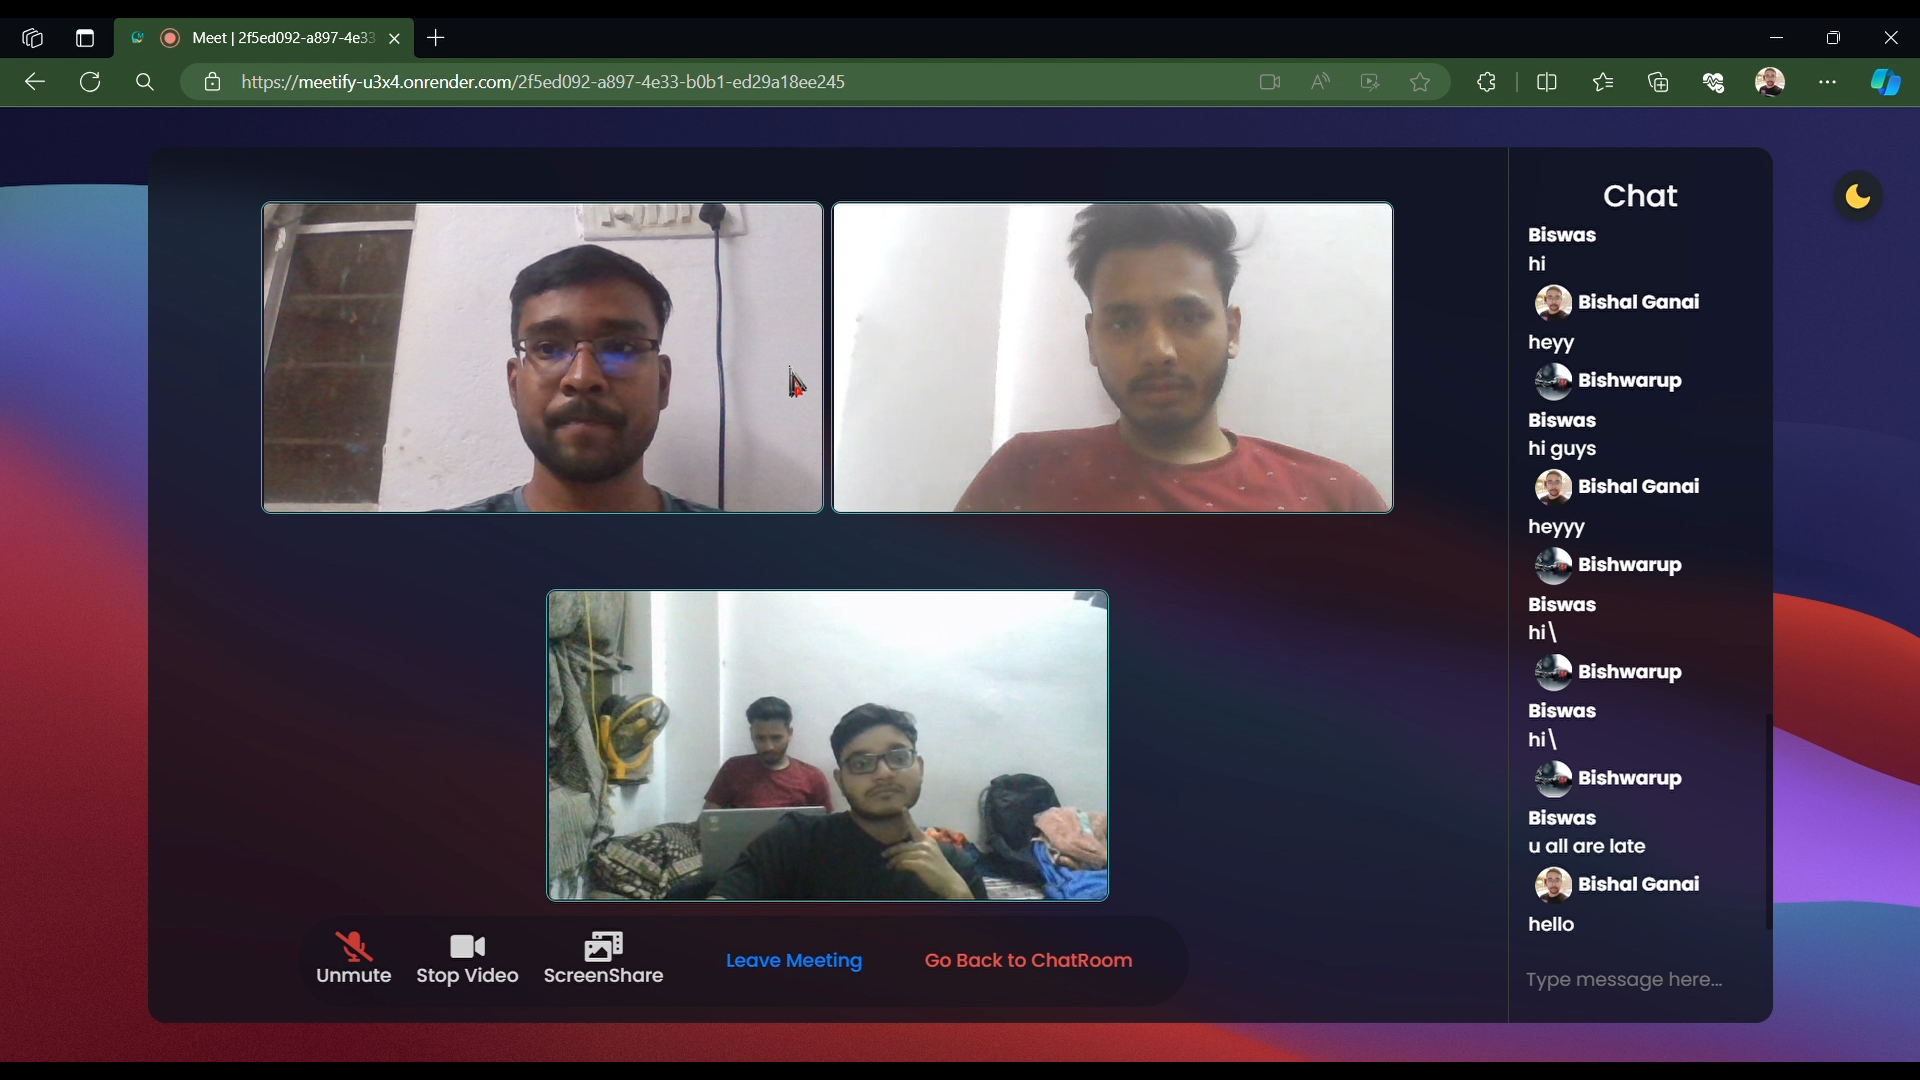 Meet | 2f5ed092-a897-4e33
https://meetify-u3x4.onrender.com/2f5ed092-a897-4e33-b0b1-ed29a18ee245
Chat
Biswas
hi
Bishal Ganai
heyy
Bishwarup
Biswas
hi guys
Bishal Ganai
heyyy
Bishwarup
Biswas
hi\
Bishwarup
Biswas
hi\
Bishwarup
Biswas
u all are late
Bishal Ganai
hello
Type message here...
Unmute
Stop Video
ScreenShare
Leave Meeting
Go Back to ChatRoom